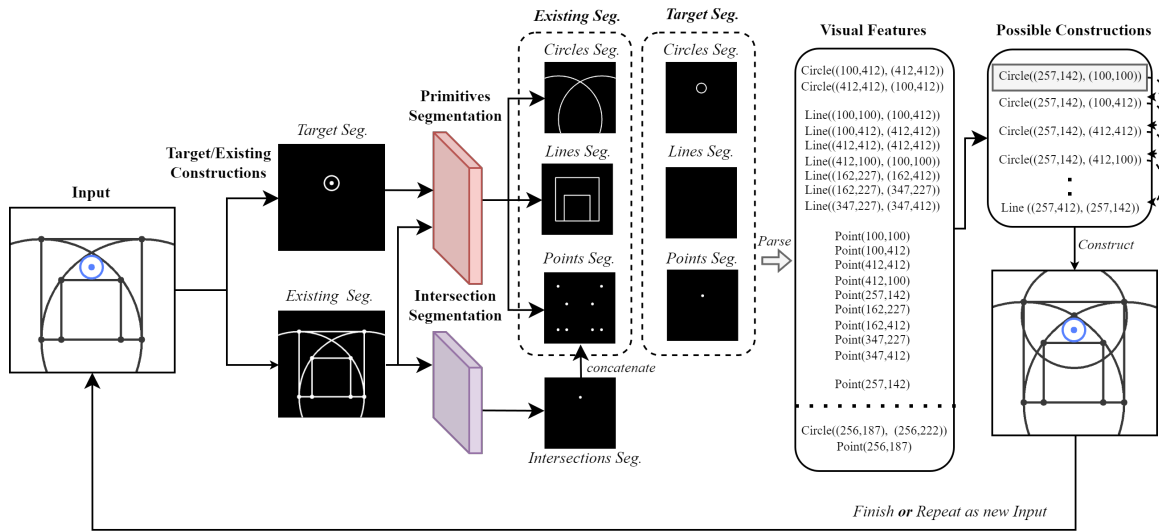 Input
Target/Existing
Constructions
Target Seg.
Existing Seg.
Primitives
Segmentation
Intersection
Segmentation
Existing Seg.
Circles Seg.
Lines Seg.
Points Seg.
concatenate
Intersections Seg.
Target Seg.
Circles Seg.
Lines Seg.
Points Seg.
Parse
Visual Features
Circle((100,412), (412,412))
Circle((412,412), (100,412))
Line((100,100), (100,412))
Line((100,412), (412,412))
Line((412,412), (412,412))
Line((412,100), (100,100))
Line((162,227), (162,412))
Line((162,227), (347,227))
Line((347,227), (347,412))
Point(100,100)
Point(100,412)
Point(412,412)
Point(412,100)
Point(257,142)
Point(162,227)
Point(162,412)
Point(347,227)
Point(347,412)
Point(257,142)
Circle((256,187), (256,222))
Point(256,187)
Possible Constructions
Circle((257,142), (100,100))
Circle((257,142), (100,412))
Circle((257,142), (412,412))
Circle((257,142), (412,100))
Line ((257,412), (257,142))
Construct
Finish or Repeat as new Input